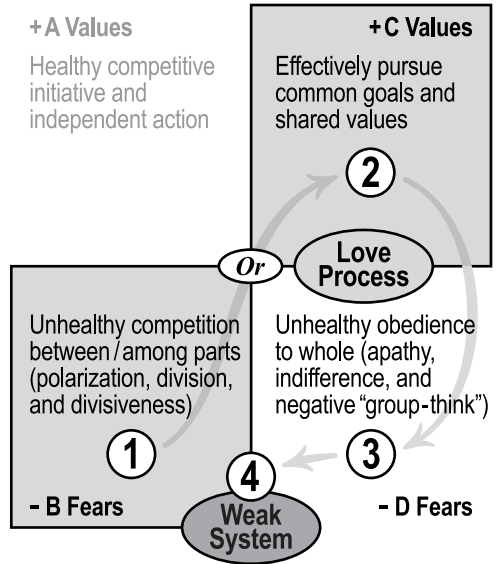 +A Values
Healthy competitive
initiative and
independent action
+C Values
Effectively pursue
common goals and
shared values
2
Or
Love
Process
Unhealthy competition
between/among parts
(polarization, division,
and divisiveness)
1
- B Fears
Unhealthy obedience
to whole (apathy,
indifference, and
negative "group-think")
3
- D Fears
4
Weak
System